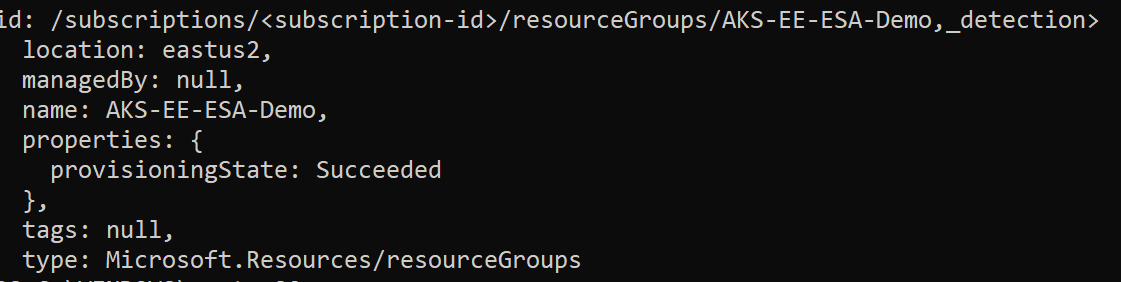 id: /subscriptions/<subscription-id>/resourceGroups/AKS-EE-ESA-Demo,_detection>
location: eastus2,
managedBy: null,
name: AKS-EE-ESA-Demo,
properties: {
provisioningState: Succeeded
},
tags: null,
type: Microsoft.Resources/resourceGroups